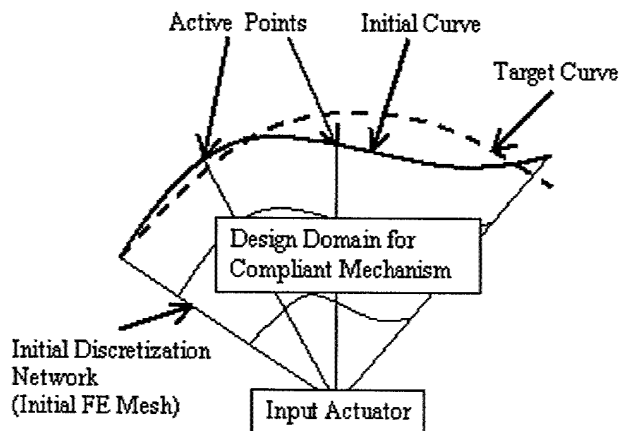 Active Points
Initial Curve
Target Curve
Design Domain for
Compliant Mechanism
Initial Discretization
Network
(Initial FE Mesh)
Input Actuator